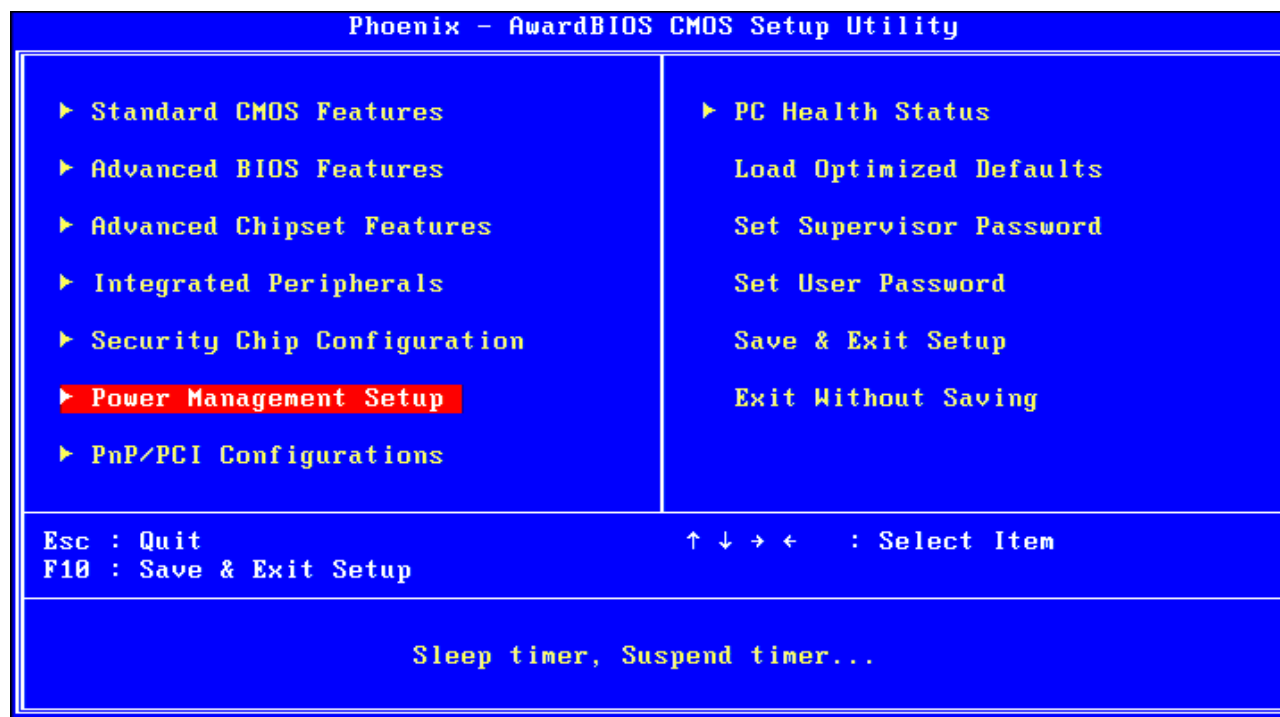 Phoenix - AwardBIOS CMOS Setup Utility
Standard CMOS Features
Advanced BIOS Features
Advanced Chipset Features
Integrated Peripherals
Security Chip Configuration
Power Management Setup
PnP/PCI Configurations
PC Health Status
Load Optimized Defaults
Set Supervisor Password
Set User Password
Save & Exit Setup
Exit Without Saving
Esc : Quit
F10 : Save & Exit Setup
↑ ↓ → ← : Select Item
Sleep timer, Suspend timer...